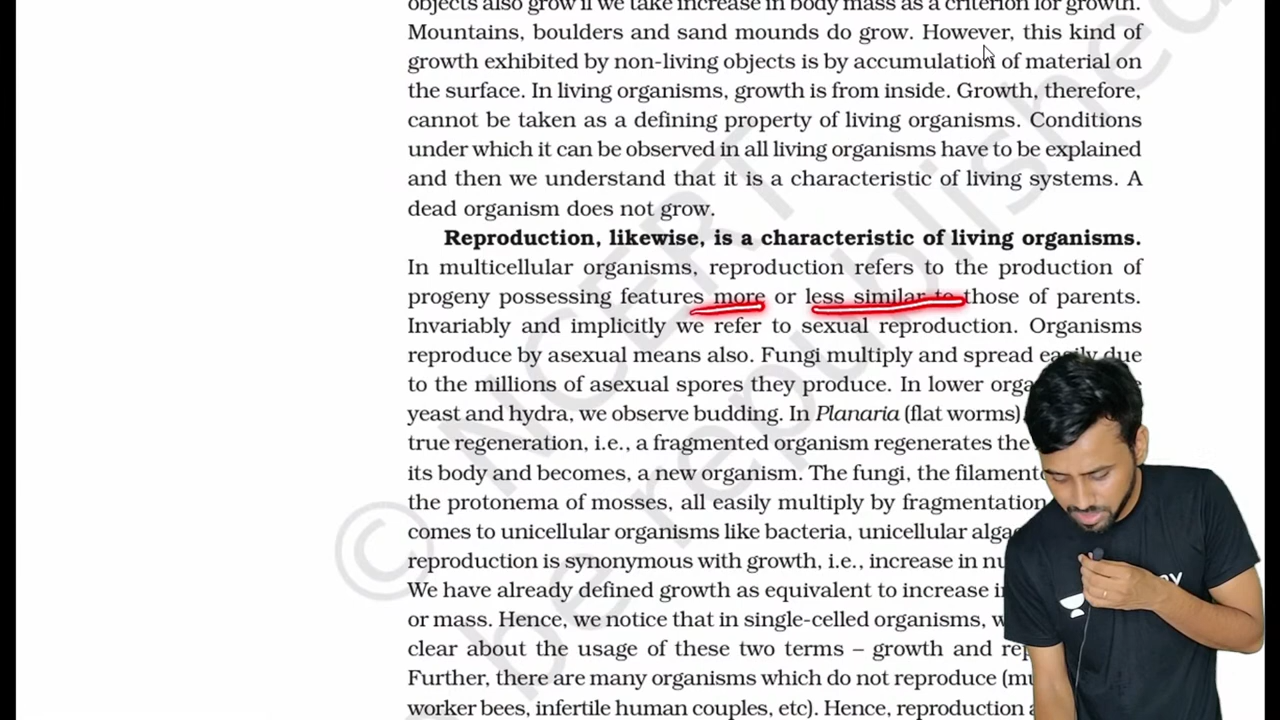 objects also grow if we take increase in body mass as a criterion for growth.
Mountains, boulders and sand mounds do grow. However, this kind of
growth exhibited by non-living objects is by accumulation of material on
the surface. In living organisms, growth is from inside. Growth, therefore,
cannot be taken as a defining property of living organisms. Conditions
under which it can be observed in all living organisms have to be explained
and then we understand that it is a characteristic of living systems. A
dead organism does not grow.
Reproduction, likewise, is a characteristic of living organisms.
In multicellular organisms, reproduction refers to the production of
progeny possessing features more or less similar to those of parents.
Invariably and implicitly we refer to sexual reproduction. Organisms
reproduce by asexual means also. Fungi multiply and spread easily due
to the millions of asexual spores they produce. In lower
yeast and hydra, we observe budding. In Planaria (flat worms)
true regeneration, i.e., a fragmented organism regenerates the
its body and becomes, a new organism. The fungi, the
the protonema of mosses, all easily multiply by fragmentation
comes to unicellular organisms like bacteria, unicellular
reproduction is synonymous with growth, i.e., increase in
We have already defined growth as equivalent to increase
or mass. Hence, we notice that in single-celled organisms,
clear about the usage of these two terms – growth and
Further, there are many organisms which do not reproduce
worker bees, infertile human couples, etc). Hence, reproduction
© NCERT
be republished